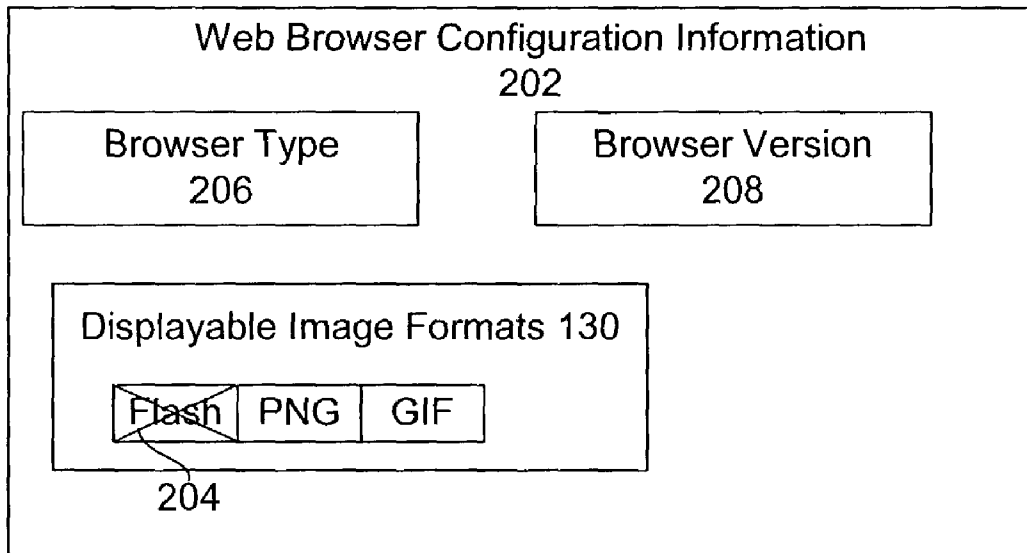 Web Browser Configuration Information
202
Browser Type
206
Browser Version
208
Displayable Image Formats 130
Flash PNG GIF
204